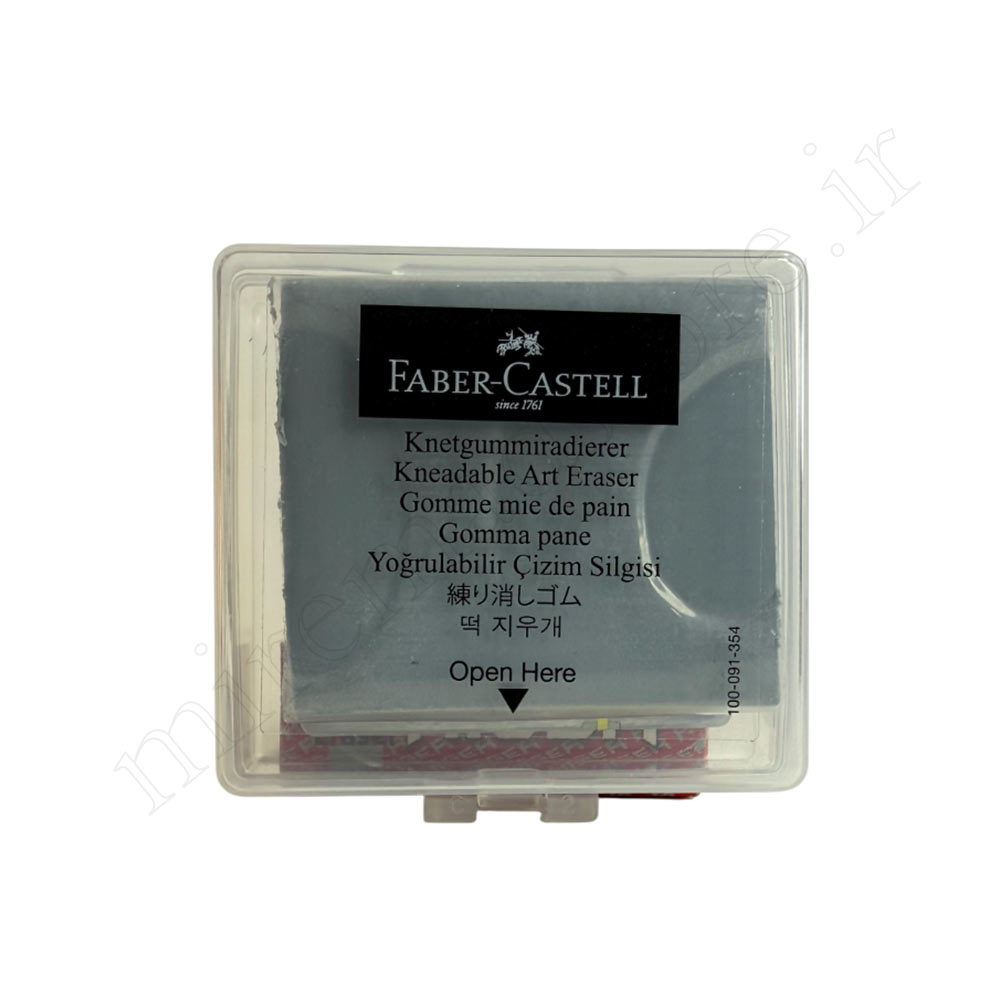 FABER-CASTELL
since 1761
Knetgummiradierer
Kneadable Art Eraser
Gomme mie de pain
Gomma pane
Yoğrulabilir Çizim Silgisi
練り消しゴム
떡 지우개
Open Here
100-091-354